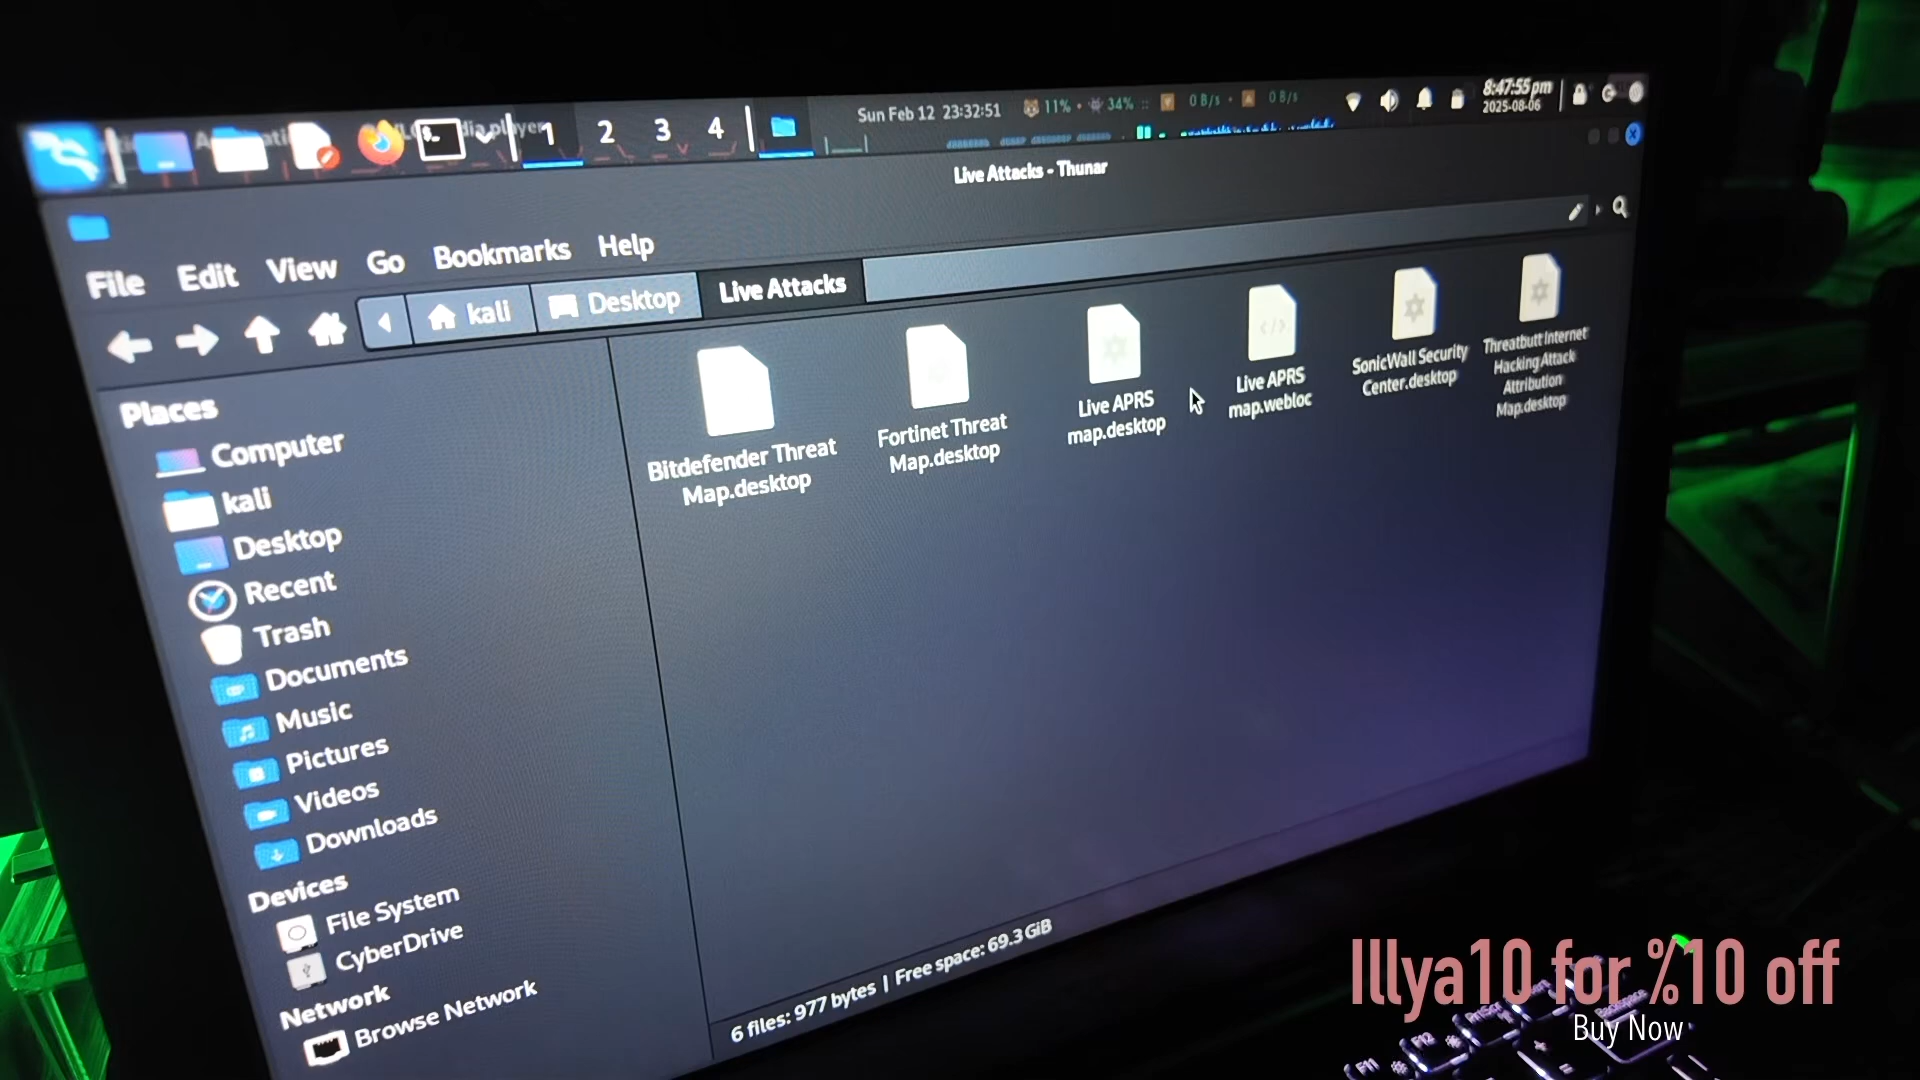 Sun Feb 12 23:32:51
11%
34%
0 B/s
0 B/s
8:47:55 pm
2025-08-06
1
2
3
4
Live Attacks - Thunar
File Edit View Go Bookmarks Help
kali
Desktop
Live Attacks
Places
Computer
kali
Desktop
Recent
Trash
Documents
Music
Pictures
Videos
Downloads
Devices
File System
CyberDrive
Network
Browse Network
Bitdefender Threat
Map.desktop
Fortinet Threat
Map.desktop
Live APRS
map.desktop
Live APRS
map.webloc
SonicWall Security
Center.desktop
Threatbutt Internet
Hacking Attack
Attribution
Map.desktop
6 files: 977 bytes | Free space: 69.3 GiB
Illya10 for %10 off
Buy Now
PrtScr
Backspace
F12
F11